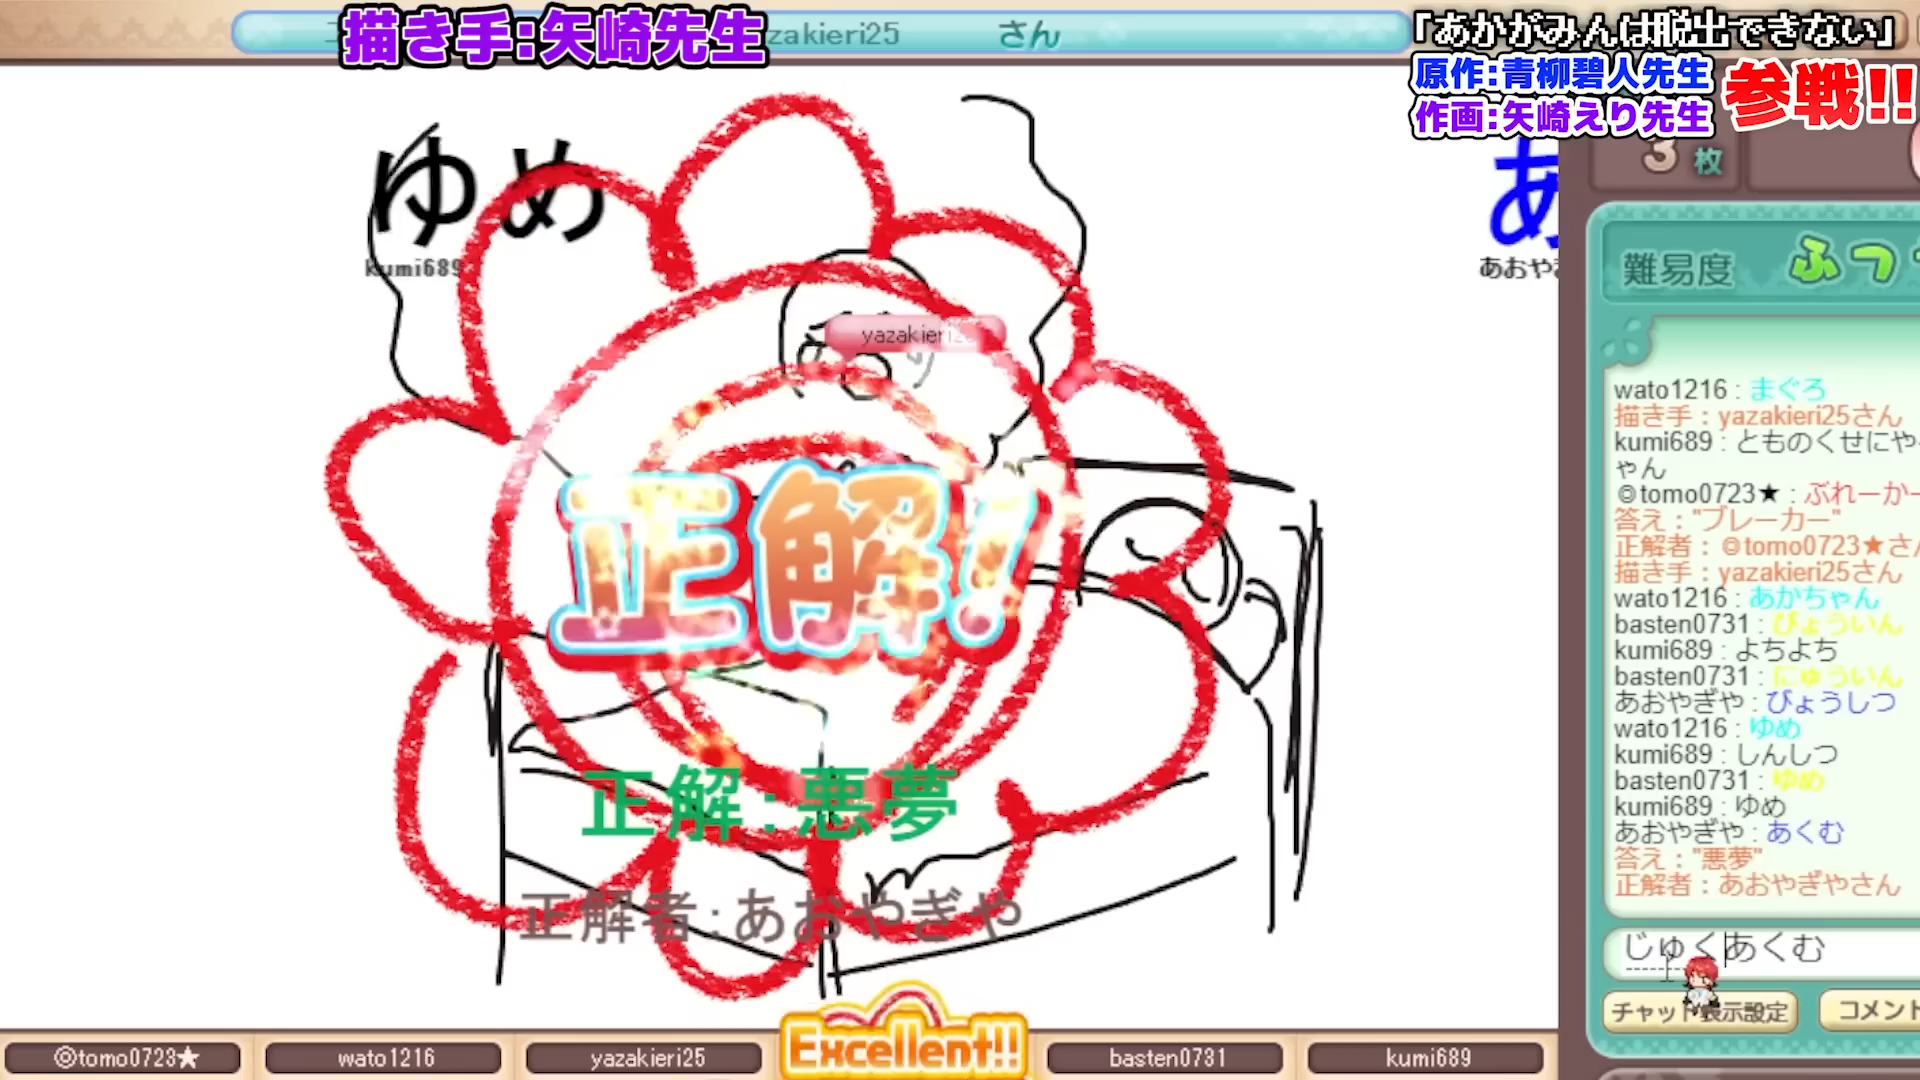 描き手:矢崎先生
zakieri25 さん
「あかがみんは脱出できない」
原作:青柳碧人先生
作画:矢崎えり先生
参戦!!
3 枚
ゆめ
kumi689
あ
あおやぎ
難易度 ふつ
yazakieri25
正解!
正解:悪夢
正解者:あおやぎや
wato1216 : まぐろ
描き手 : yazakieri25さん
kumi689 : とものくせにや
ゃん
◎tomo0723★ : ぶれーかー
答え : "ブレーカー"
正解者 : ◎tomo0723★さん
描き手 : yazakieri25さん
wato1216 : あかちゃん
basten0731 : びょういん
kumi689 : よちよち
basten0731 : にゅういん
あおやぎや : びょうしつ
wato1216 : ゆめ
kumi689 : しんしつ
basten0731 : ゆめ
kumi689 : ゆめ
あおやぎや : あくむ
答え : "悪夢"
正解者 : あおやぎやさん
じゅくあくむ
チャット表示設定
コメント
◎tomo0723★
wato1216
yazakieri25
Excellent!!
basten0731
kumi689